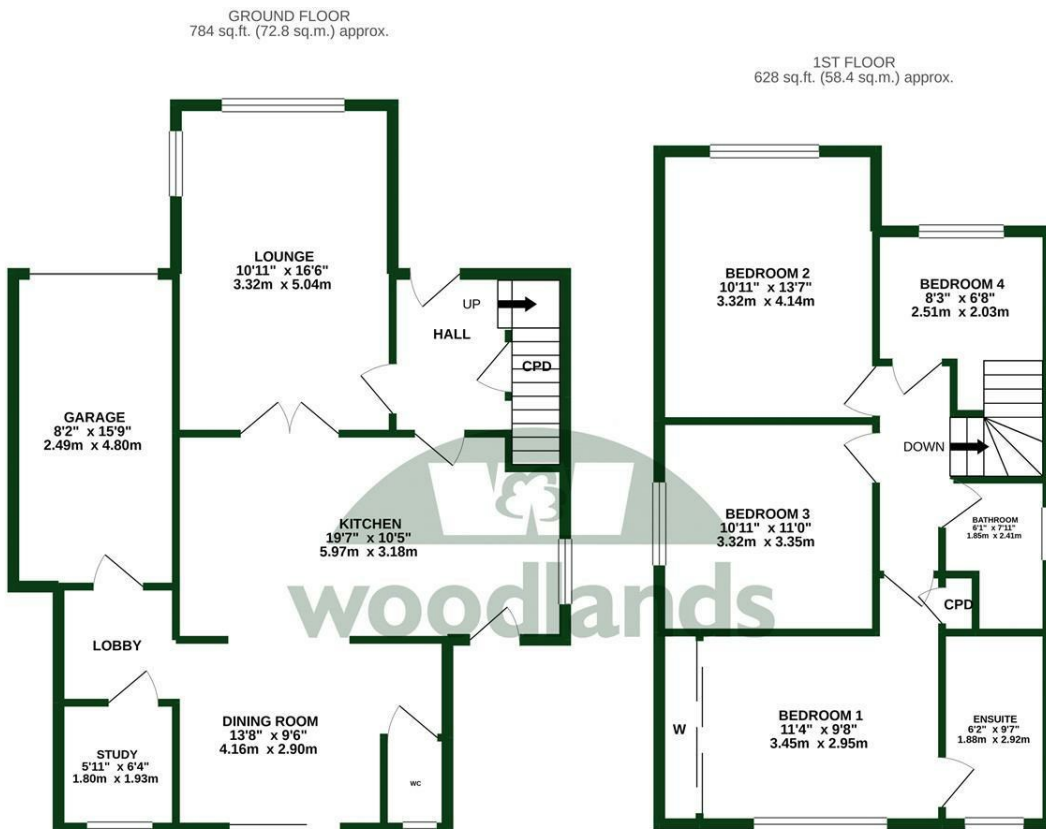 GROUND FLOOR
784 sq.ft. (72.8 sq.m.) approx.
LOUNGE
10'11" x 16'6"
3.32m x 5.04m
UP
HALL
CPD
GARAGE
8'2" x 15'9"
2.49m x 4.80m
KITCHEN
19'7" x 10'5"
5.97m x 3.18m
LOBBY
DINING ROOM
13'8" x 9'6"
4.16m x 2.90m
STUDY
5'11" x 6'4"
1.80m x 1.93m
WC
1ST FLOOR
628 sq.ft. (58.4 sq.m.) approx.
BEDROOM 2
10'11" x 13'7"
3.32m x 4.14m
BEDROOM 4
8'3" x 6'8"
2.51m x 2.03m
DOWN
BEDROOM 3
10'11" x 11'0"
3.32m x 3.35m
BATHROOM
6'1" x 7'11"
1.85m x 2.41m
CPD
W
BEDROOM 1
11'4" x 9'8"
3.45m x 2.95m
ENSUITE
6'2" x 9'7"
1.88m x 2.92m
woodlands